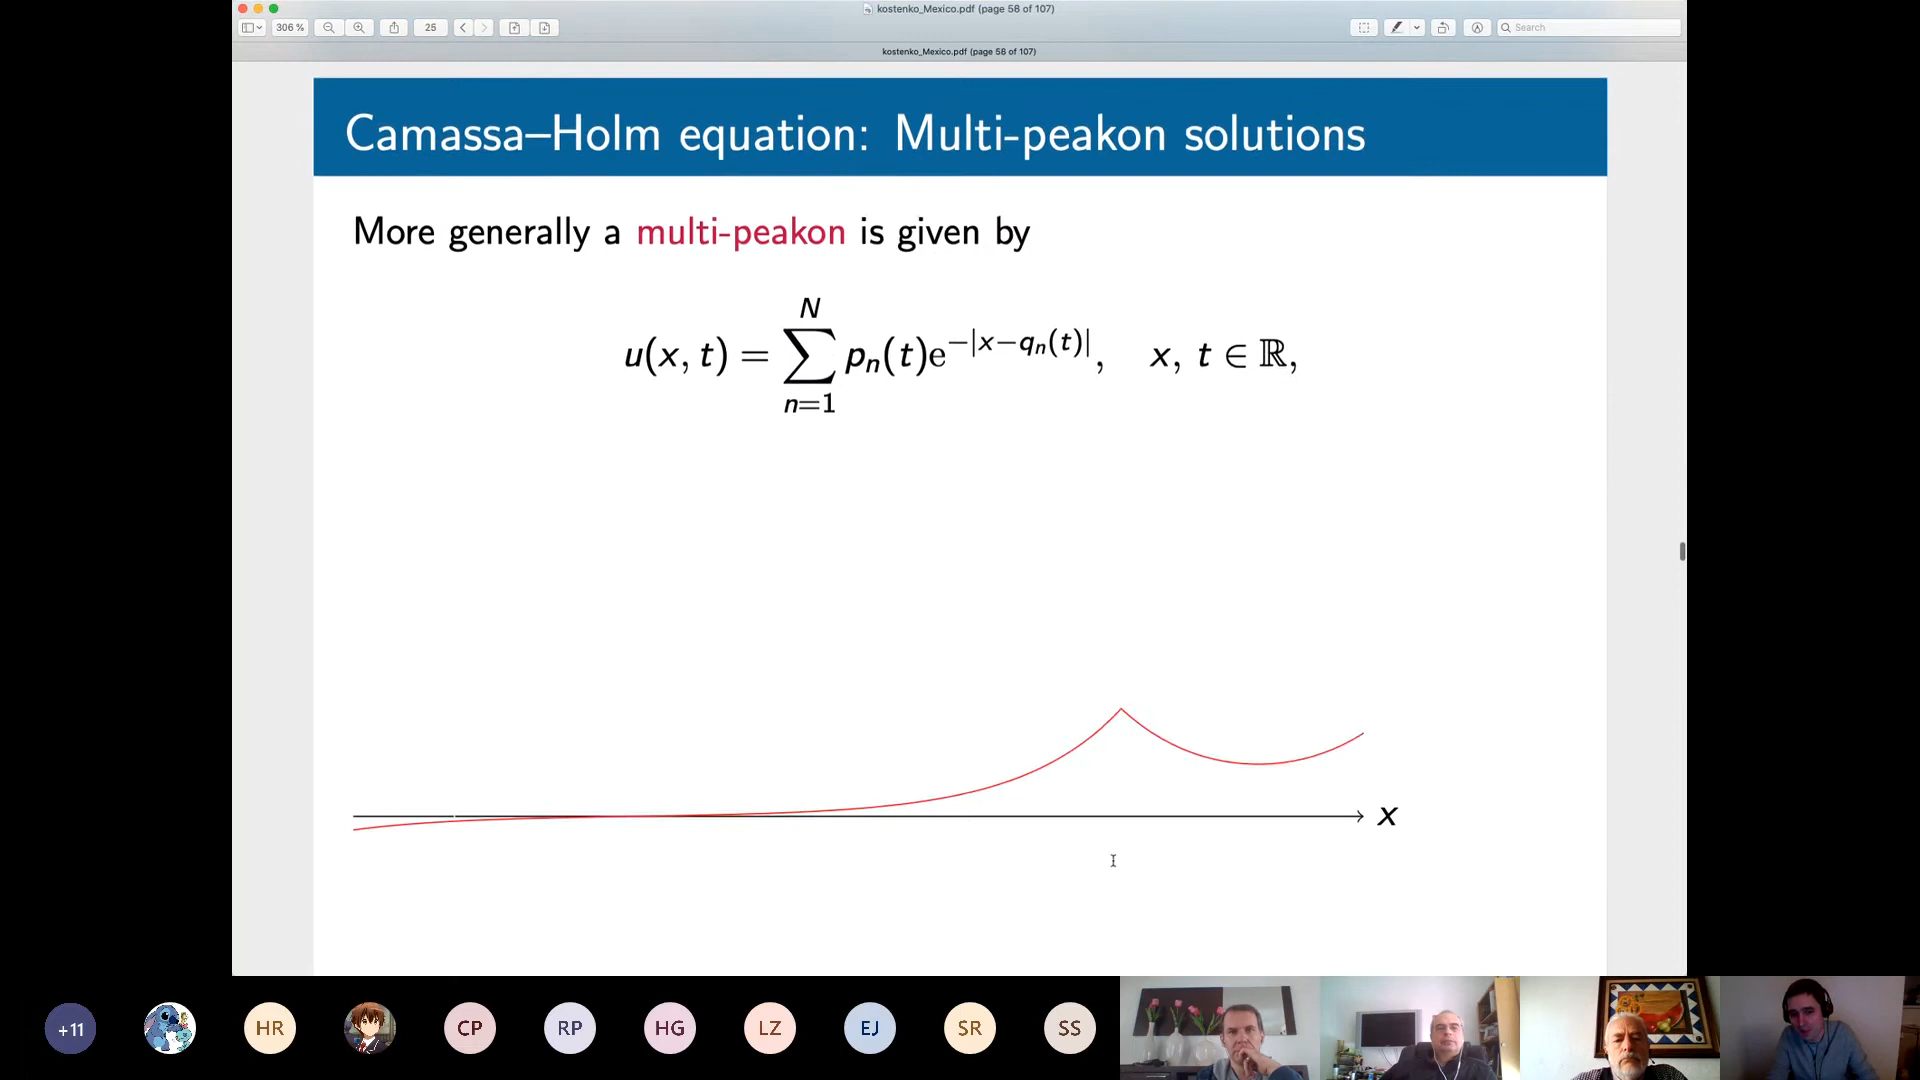 kostenko_Mexico.pdf (page 58 of 107)
306 %
25
Search
kostenko_Mexico.pdf (page 58 of 107)
Camassa–Holm equation: Multi-peakon solutions
More generally a multi-peakon is given by
u(x, t) = ∑_{n=1}^{N} pₙ(t)e^{−|x−qₙ(t)|}, x, t ∈ ℝ,
x
+11
HR
CP
RP
HG
LZ
EJ
SR
SS